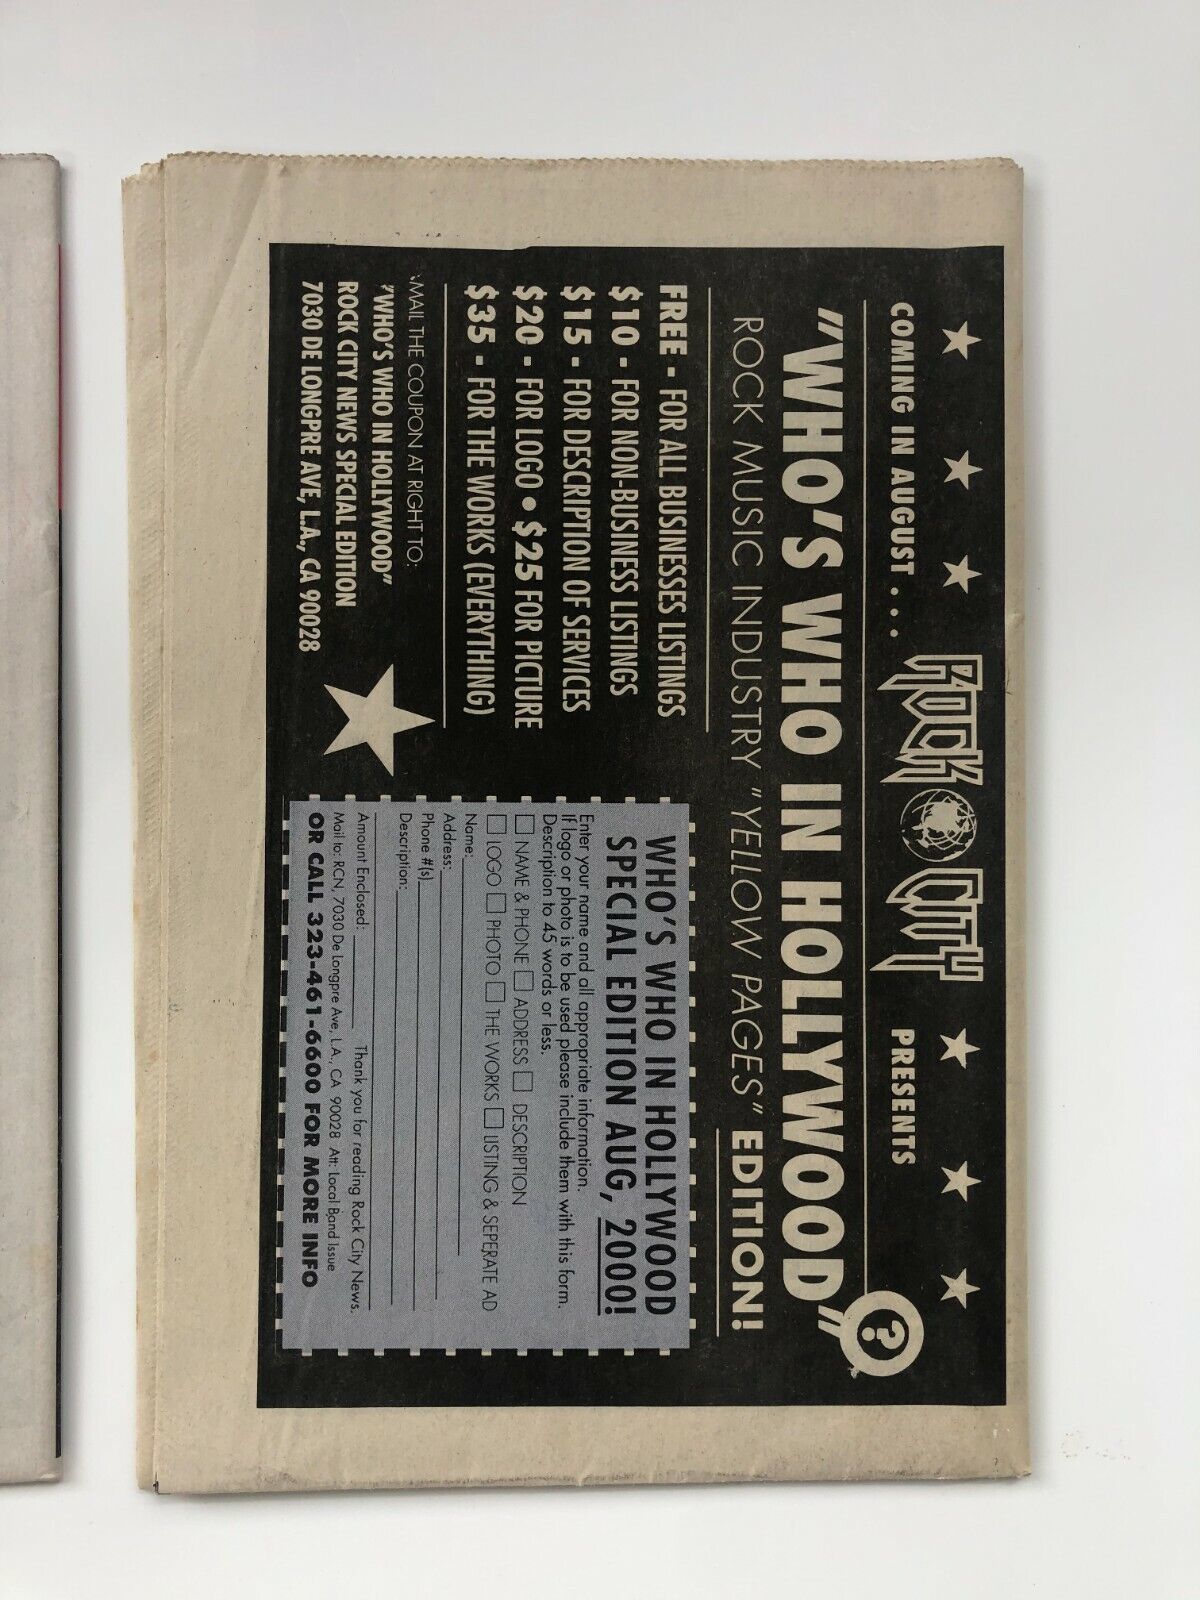 COMING IN AUGUST . . . ROCK CITY PRESENTS
"WHO'S WHO IN HOLLYWOOD"
?
ROCK MUSIC INDUSTRY "YELLOW PAGES" EDITION!
FREE - FOR ALL BUSINESSES LISTINGS
$10 - FOR NON-BUSINESS LISTINGS
$15 - FOR DESCRIPTION OF SERVICES
$20 - FOR LOGO • $25 FOR PICTURE
$35 - FOR THE WORKS (EVERYTHING)
MAIL THE COUPON AT RIGHT TO:
"WHO'S WHO IN HOLLYWOOD"
ROCK CITY NEWS SPECIAL EDITION
7030 DE LONGPRE AVE, L.A., CA 90028
WHO'S WHO IN HOLLYWOOD
SPECIAL EDITION AUG, 2000!
Enter your name and all appropriate information.
If logo or photo is to be used please include them with this form.
Description to 45 words or less.
NAME & PHONE ADDRESS DESCRIPTION
LOGO PHOTO THE WORKS LISTING & SEPERATE AD
Name:
Address:
Phone #(s)
Description:
Amount Enclosed: Thank you for reading Rock City News.
Mail to: RCN, 7030 De Longpre Ave, L.A., CA 90028 Att: Local Band Issue
OR CALL 323-461-6600 FOR MORE INFO